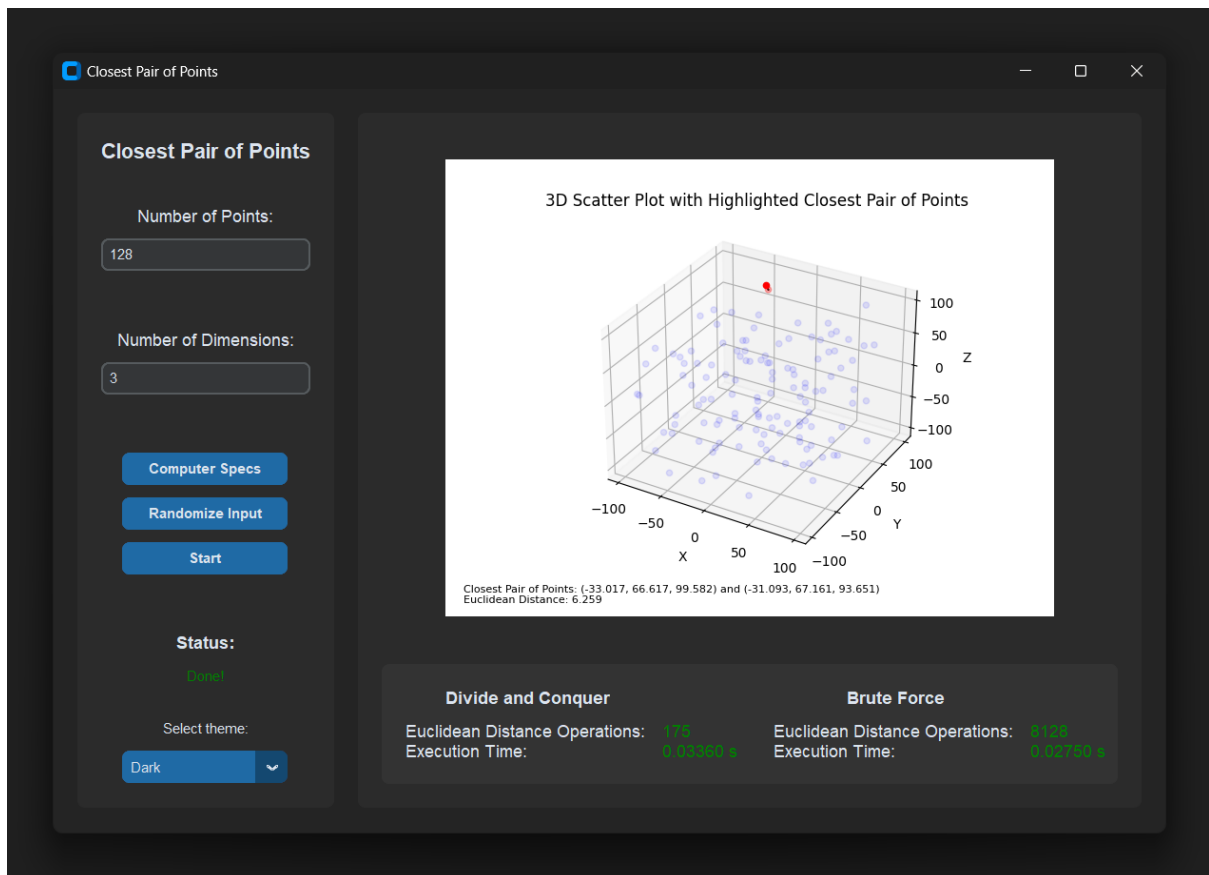 Closest Pair of Points
Closest Pair of Points
Number of Points:
128
Number of Dimensions:
3
Computer Specs
Randomize Input
Start
Status:
Done!
Select theme:
Dark
3D Scatter Plot with Highlighted Closest Pair of Points
100
50
0
−50
−100
Z
100
50
0
−50
−100
Y
−100
−50
0
50
100
X
Closest Pair of Points: (-33.017, 66.617, 99.582) and (-31.093, 67.161, 93.651)
Euclidean Distance: 6.259
Divide and Conquer
Euclidean Distance Operations: 175
Execution Time: 0.03360 s
Brute Force
Euclidean Distance Operations: 8128
Execution Time: 0.02750 s